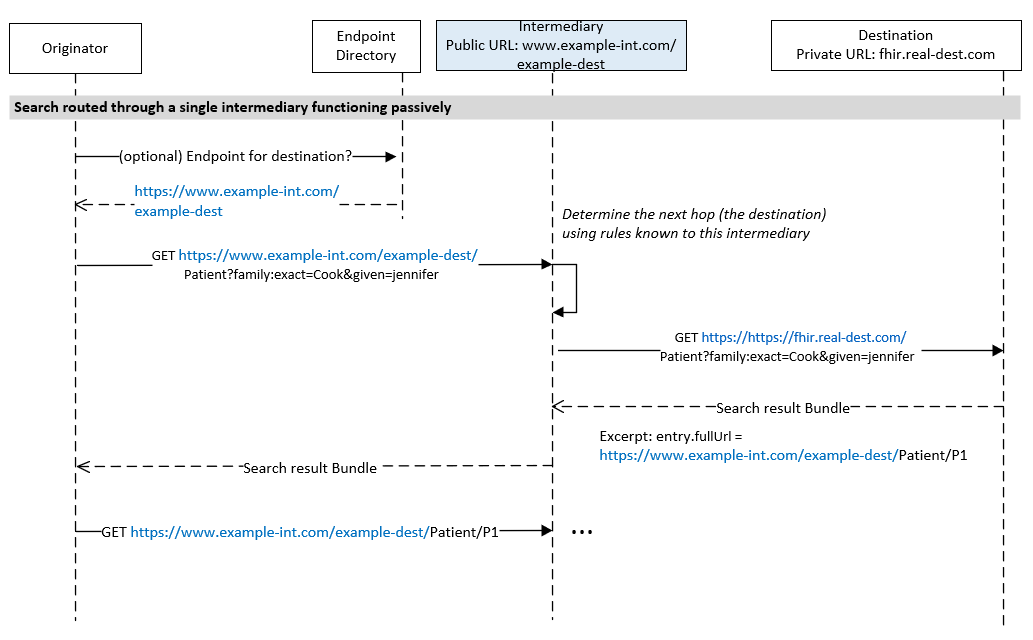 Originator
Endpoint
Directory
Intermediary
Public URL: www.example-int.com/
example-dest
Destination
Private URL: fhir.real-dest.com
Search routed through a single intermediary functioning passively
(optional) Endpoint for destination?
https://www.example-int.com/
example-dest
Determine the next hop (the destination)
using rules known to this intermediary
GET https://www.example-int.com/example-dest/
Patient?family:exact=Cook&given=jennifer
GET https://https://fhir.real-dest.com/
Patient?family:exact=Cook&given=jennifer
Search result Bundle
Excerpt: entry.fullUrl =
https://www.example-int.com/example-dest/Patient/P1
Search result Bundle
GET https://www.example-int.com/example-dest/Patient/P1
...